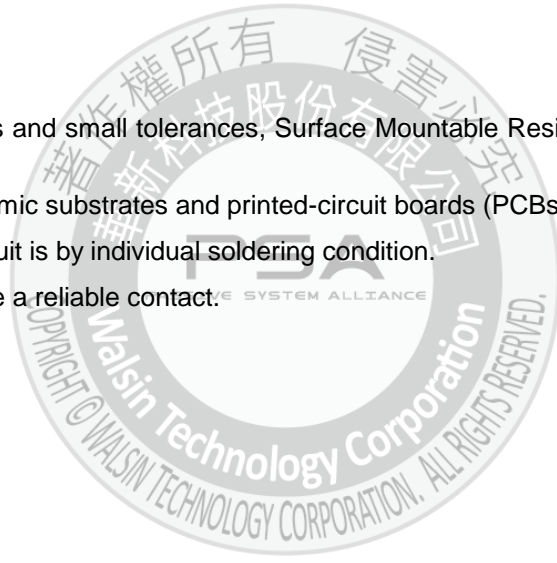 著作權所有 侵害必究
華新科技股份有限公司
s and small tolerances, Surface Mountable Resi
mic substrates and printed-circuit boards (PCBs
uit is by individual soldering condition.
PSA
e a reliable contact.
VE SYSTEM ALLIANCE
Walsin Technology Corporation
COPYRIGHT © WALSIN TECHNOLOGY CORPORATION. ALL RIGHTS RESERVED.